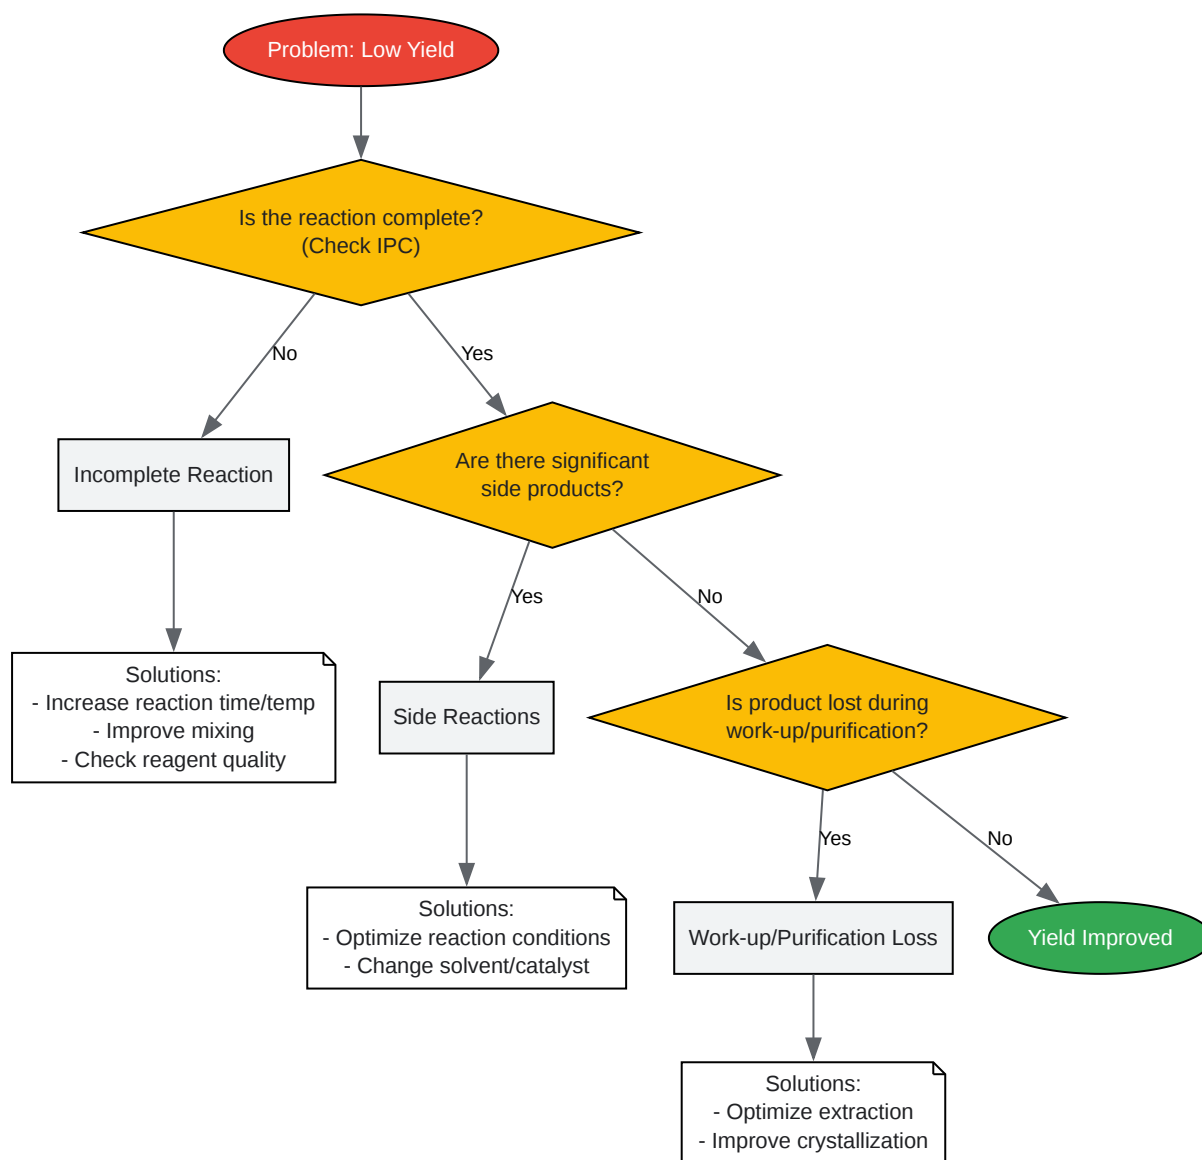 Problem: Low Yield
Is the reaction complete?
(Check IPC)
No
Yes
Incomplete Reaction
Are there significant
side products?
Yes
No
Solutions:
- Increase reaction time/temp
- Improve mixing
- Check reagent quality
Side Reactions
Is product lost during
work-up/purification?
Yes
No
Solutions:
- Optimize reaction conditions
- Change solvent/catalyst
Work-up/Purification Loss
Yield Improved
Solutions:
- Optimize extraction
- Improve crystallization